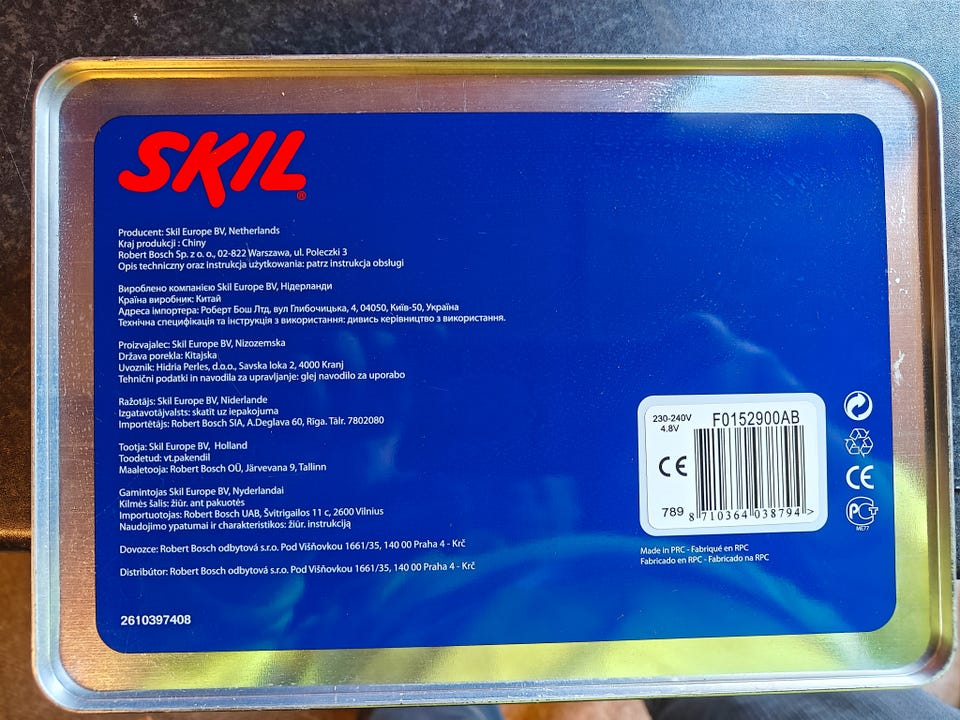 SKIL®
Producent: Skil Europe BV, Netherlands
Kraj produkcji : Chiny
Robert Bosch Sp. z o. o., 02-822 Warszawa, ul. Poleczki 3
Opis techniczny oraz instrukcja użytkowania: patrz instrukcja obsługi
Вироблено компанією Skil Europe BV, Нідерланди
Країна виробник: Китай
Адреса імпортера: Роберт Бош Лтд, вул Глибочицька, 4, 04050, Київ-50, Україна
Технічна специфікація та інструкція з використання: дивись керівництво з використання.
Proizvajalec: Skil Europe BV, Nizozemska
Država porekla: Kitajska
Uvoznik: Hidria Perles, d.o.o., Savska loka 2, 4000 Kranj
Tehnični podatki in navodila za upravljanje: glej navodilo za uporabo
Ražotājs: Skil Europe BV, Niderlande
Izgatavotājvalsts: skatīt uz iepakojuma
Importētājs: Robert Bosch SIA, A.Deglava 60, Rīga. Tālr. 7802080
Tootja: Skil Europe BV, Holland
Toodetud: vt.pakendil
Maaletooja: Robert Bosch OÜ, Järvevana 9, Tallinn
Gamintojas Skil Europe BV, Nyderlandai
Kilmės šalis: žiūr. ant pakuotės
Importuotojas: Robert Bosch UAB, Švitrigailos 11 c, 2600 Vilnius
Naudojimo ypatumai ir charakteristikos: žiūr. instrukciją
Dovozce: Robert Bosch odbytová s.r.o. Pod Višňovkou 1661/35, 140 00 Praha 4 - Krč
Distribútor: Robert Bosch odbytová s.r.o. Pod Višňovkou 1661/35, 140 00 Praha 4 - Krč
2610397408
230-240V
4.8V
F0152900AB
CE
789
8 710364 038794 >
CE
РСТ
ME77
Made in PRC - Fabriqué en RPC
Fabricado en RPC - Fabricado na RPC